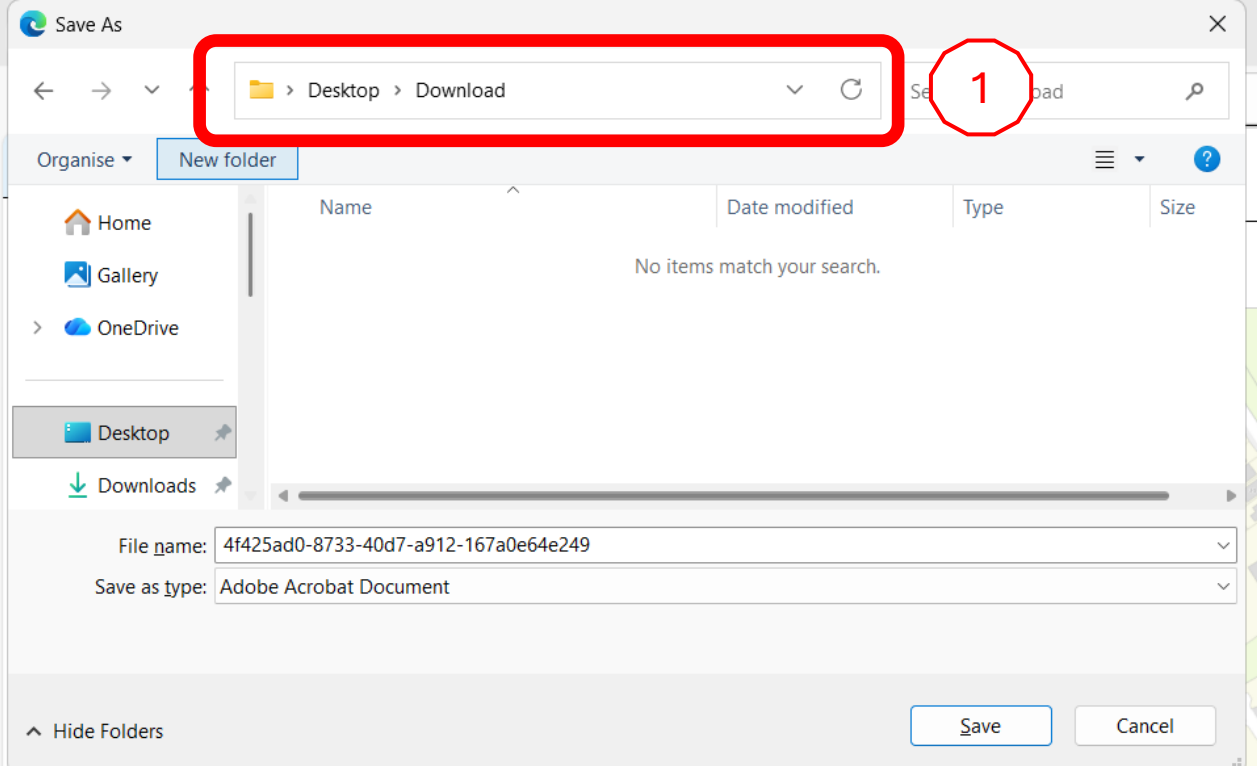 Save As
Desktop > Download
1
Organise
New folder
?
Name
Date modified
Type
Size
No items match your search.
Home
Gallery
OneDrive
Desktop
Downloads
File name: 4f425ad0-8733-40d7-a912-167a0e64e249
Save as type: Adobe Acrobat Document
Hide Folders
Save
Cancel